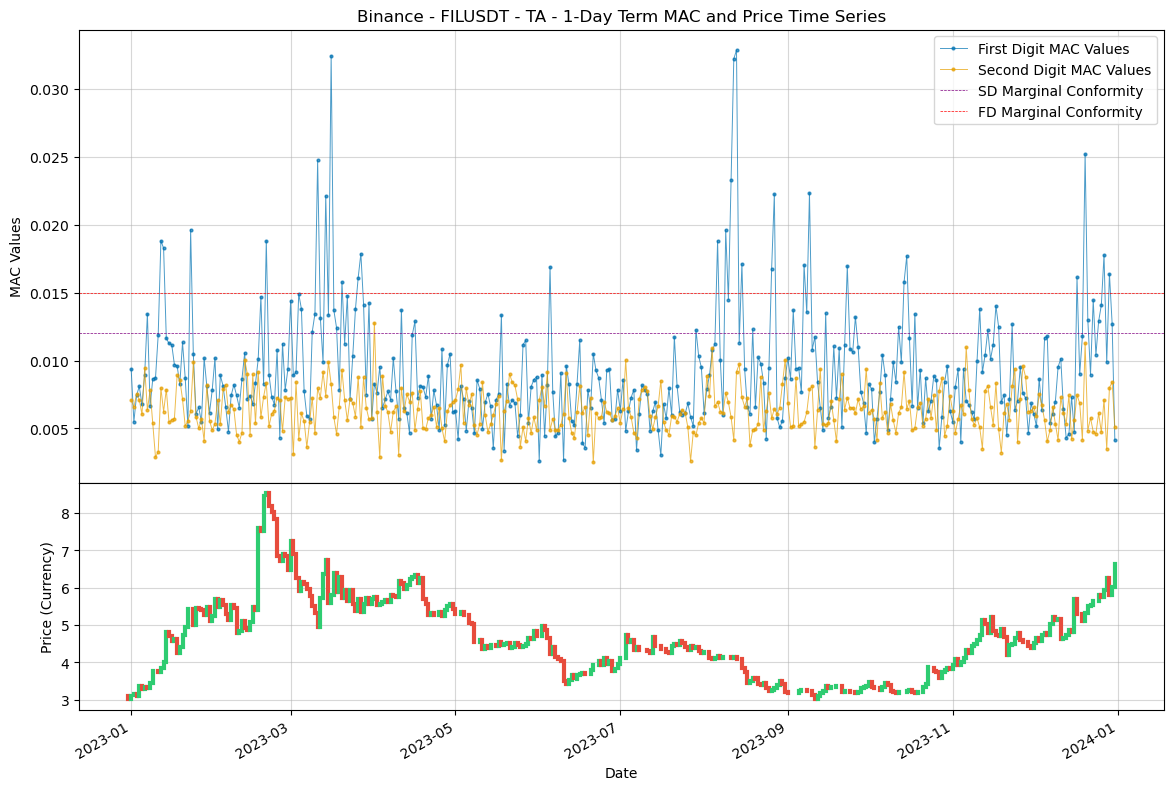 Binance - FILUSDT - TA - 1-Day Term MAC and Price Time Series
First Digit MAC Values
Second Digit MAC Values
SD Marginal Conformity
FD Marginal Conformity
MAC Values
0.030
0.025
0.020
0.015
0.010
0.005
Price (Currency)
8
7
6
5
4
3
2023-01
2023-03
2023-05
2023-07
2023-09
2023-11
2024-01
Date